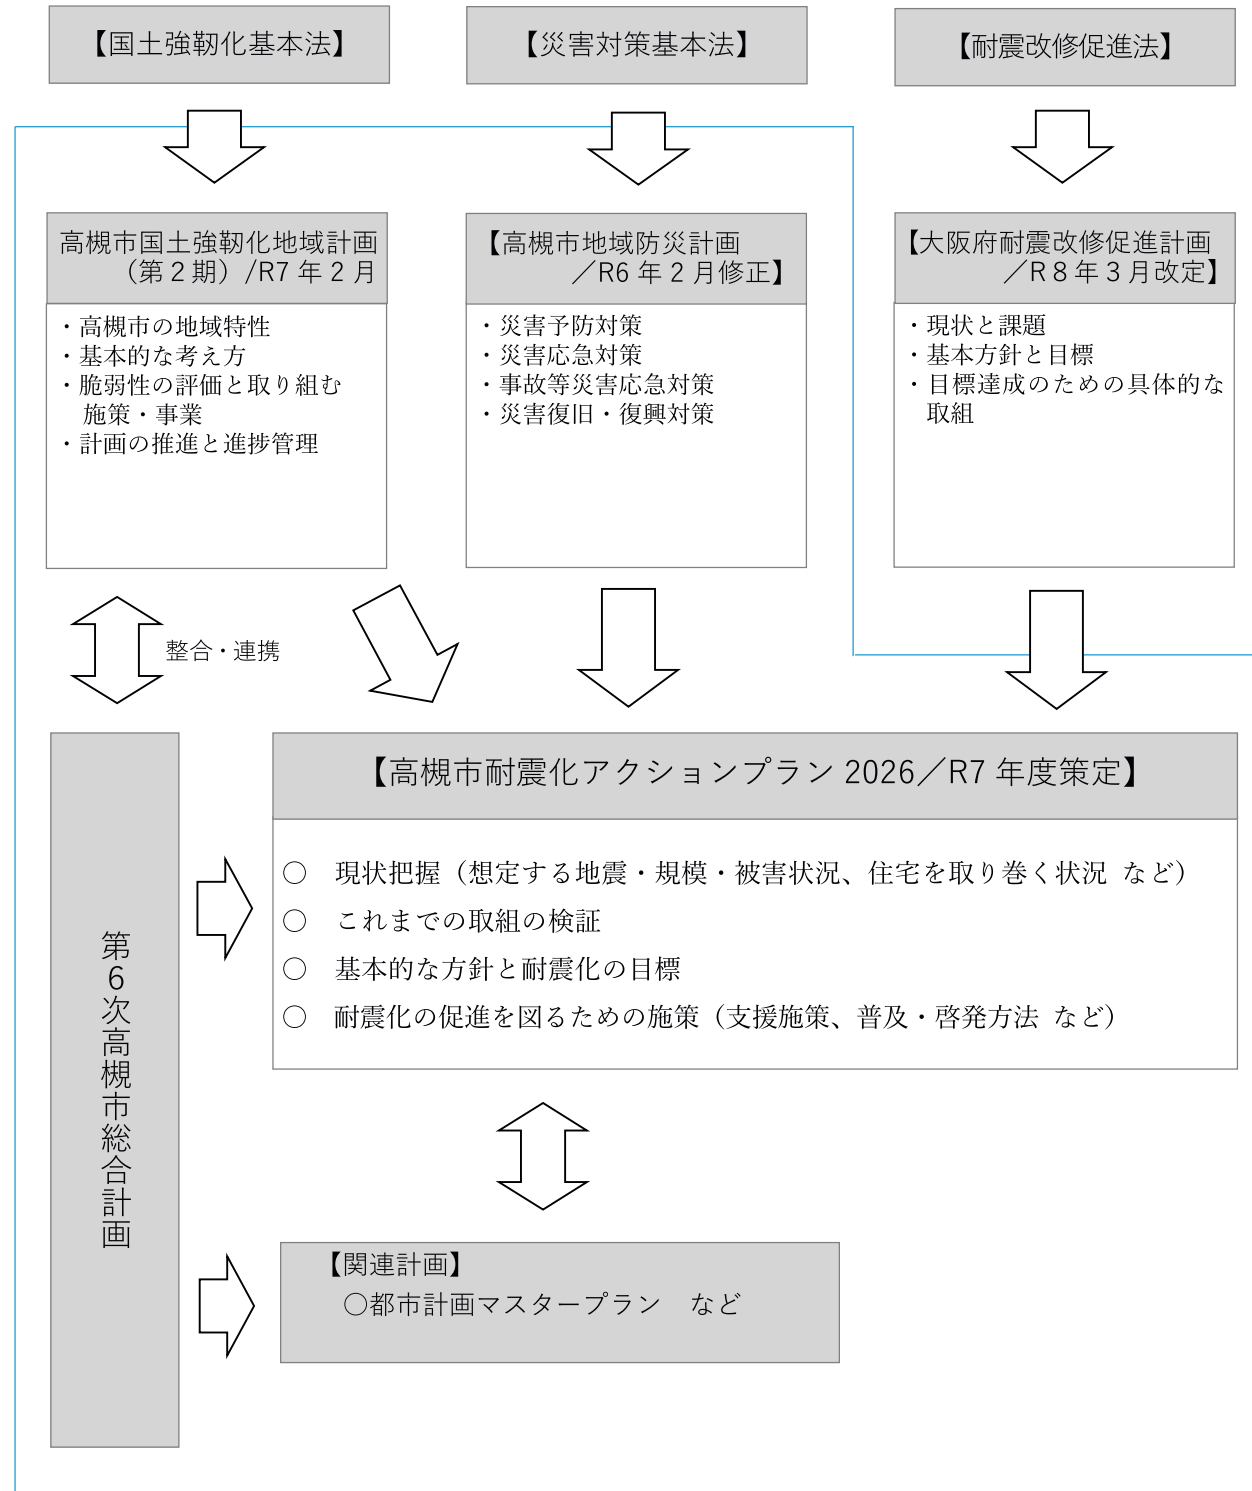 【国土強靭化基本法】
【災害対策基本法】
【耐震改修促進法】
高槻市国土強靭化地域計画
（第２期）/R7 年２月
・高槻市の地域特性
・基本的な考え方
・脆弱性の評価と取り組む
施策・事業
・計画の推進と進捗管理
【高槻市地域防災計画
／R6 年２月修正】
・災害予防対策
・災害応急対策
・事故等災害応急対策
・災害復旧・復興対策
【大阪府耐震改修促進計画
／R８年３月改定】
・現状と課題
・基本方針と目標
・目標達成のための具体的な
取組
整合・連携
第６次高槻市総合計画
【高槻市耐震化アクションプラン 2026／R7 年度策定】
○　現状把握（想定する地震・規模・被害状況、住宅を取り巻く状況 など）
○　これまでの取組の検証
○　基本的な方針と耐震化の目標
○　耐震化の促進を図るための施策（支援施策、普及・啓発方法 など）
【関連計画】
○都市計画マスタープラン　など